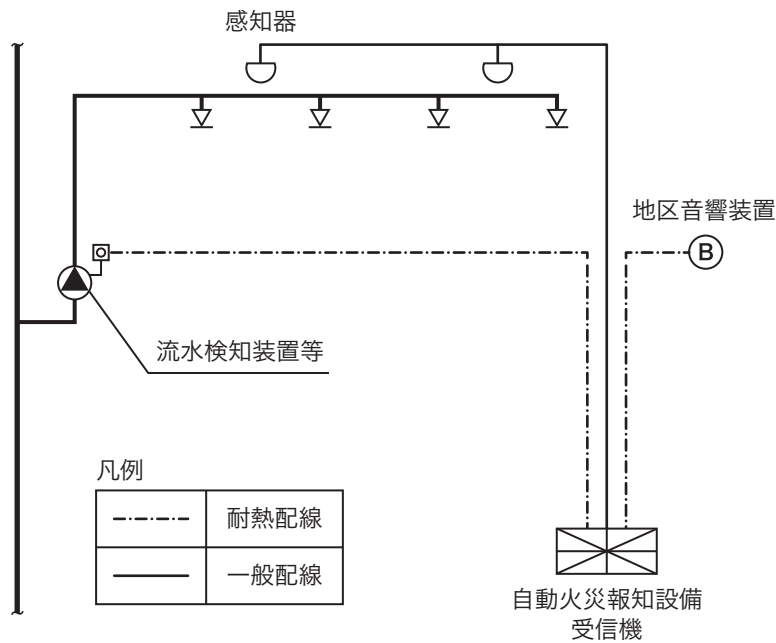 感知器
地区音響装置
B
流水検知装置等
凡例
耐熱配線
一般配線
自動火災報知設備
受信機